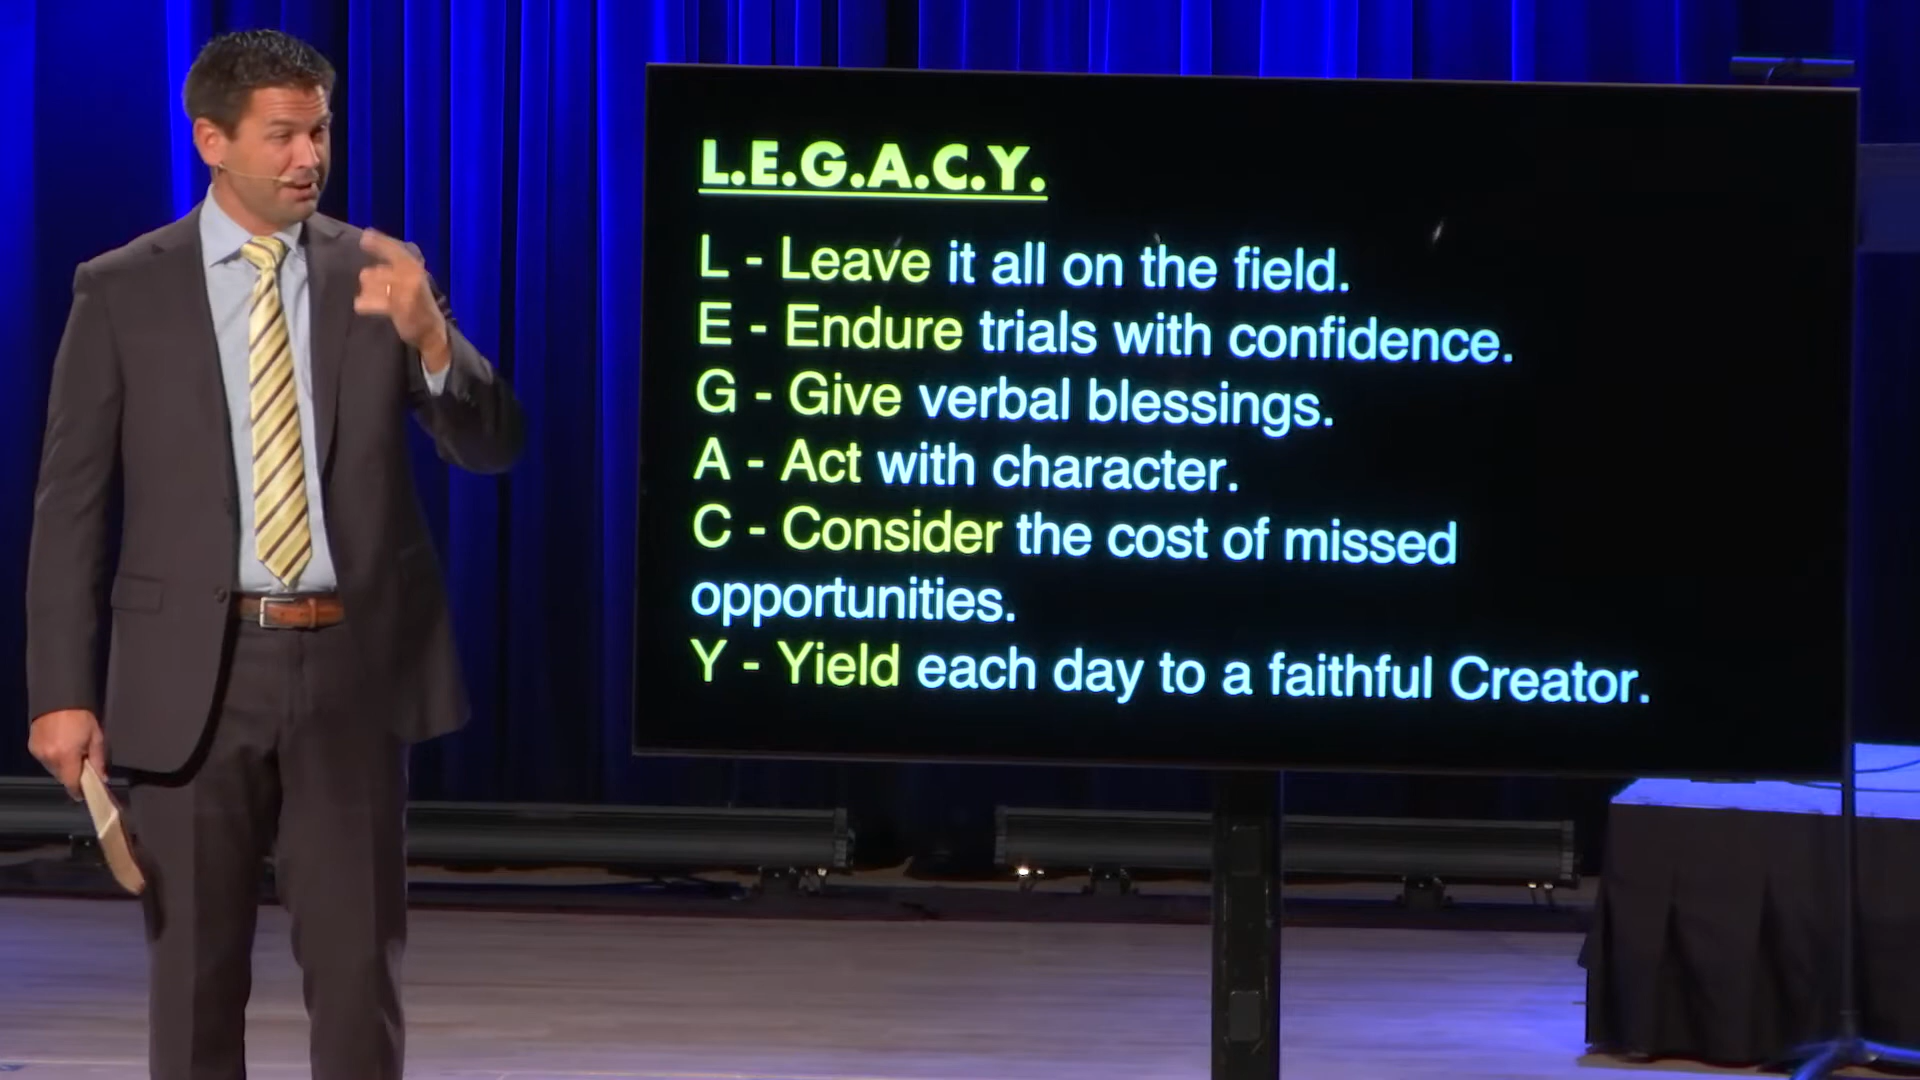 L.E.G.A.C.Y.
L - Leave it all on the field.
E - Endure trials with confidence.
G - Give verbal blessings.
A - Act with character.
C - Consider the cost of missed
opportunities.
Y - Yield each day to a faithful Creator.